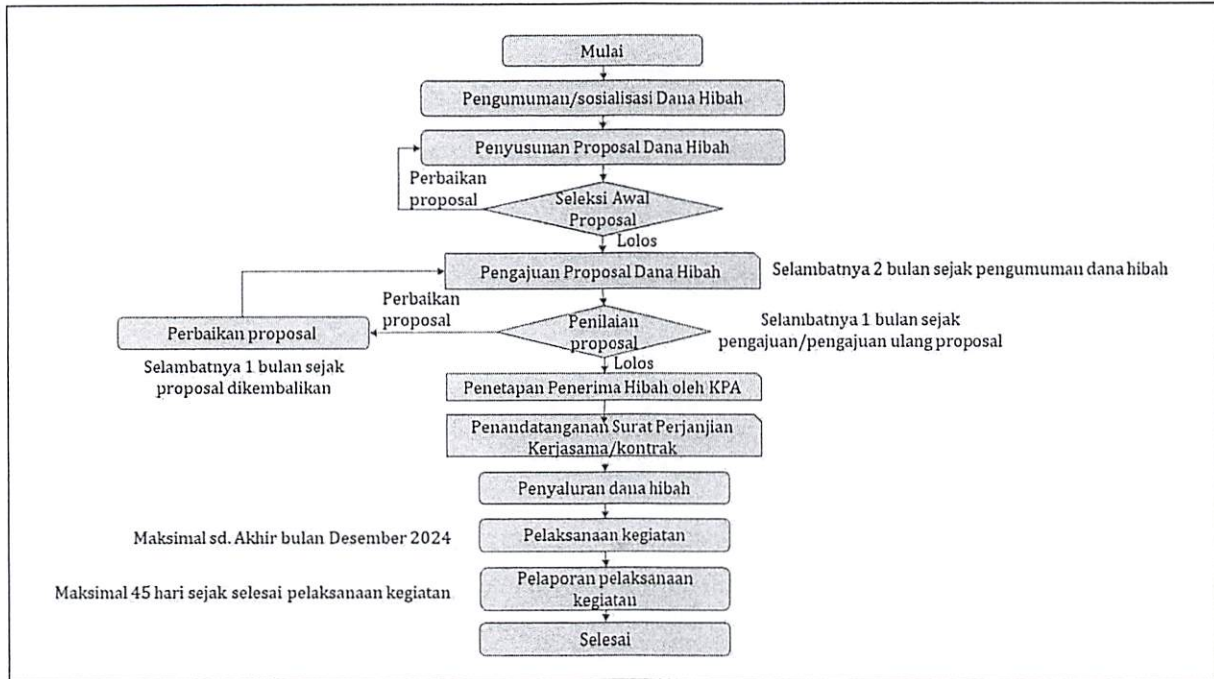 Mulai
Pengumuman/sosialisasi Dana Hibah
Penyusunan Proposal Dana Hibah
Perbaikan
proposal
Seleksi Awal
Proposal
Lolos
Pengajuan Proposal Dana Hibah
Selambatnya 2 bulan sejak pengumuman dana hibah
Perbaikan
proposal
Perbaikan proposal
Penilaian
proposal
Selambatnya 1 bulan sejak
pengajuan/pengajuan ulang proposal
Selambatnya 1 bulan sejak
proposal dikembalikan
Lolos
Penetapan Penerima Hibah oleh KPA
Penandatanganan Surat Perjanjian
Kerjasama/kontrak
Penyaluran dana hibah
Maksimal sd. Akhir bulan Desember 2024
Pelaksanaan kegiatan
Maksimal 45 hari sejak selesai pelaksanaan kegiatan
Pelaporan pelaksanaan
kegiatan
Selesai